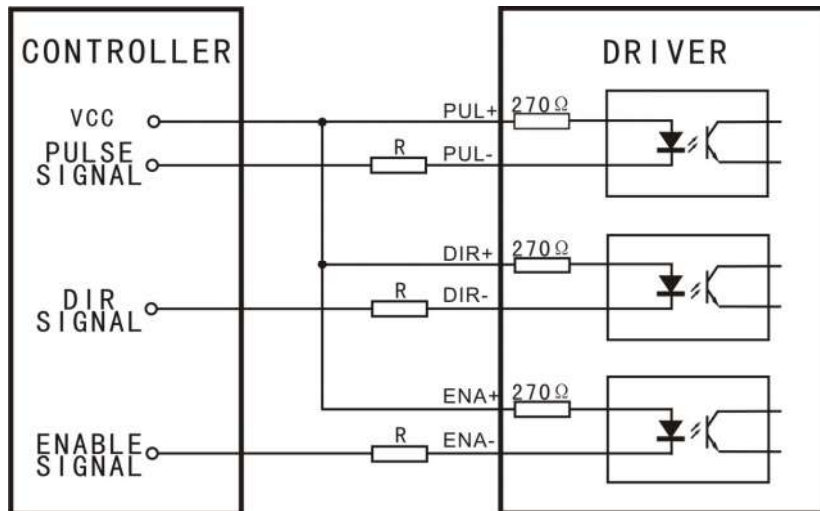 CONTROLLER
DRIVER
VCC
PUL+
270Ω
PULSE
SIGNAL
R
PUL-
DIR+
270Ω
DIR
SIGNAL
R
DIR-
ENA+
270Ω
ENABLE
SIGNAL
R
ENA-